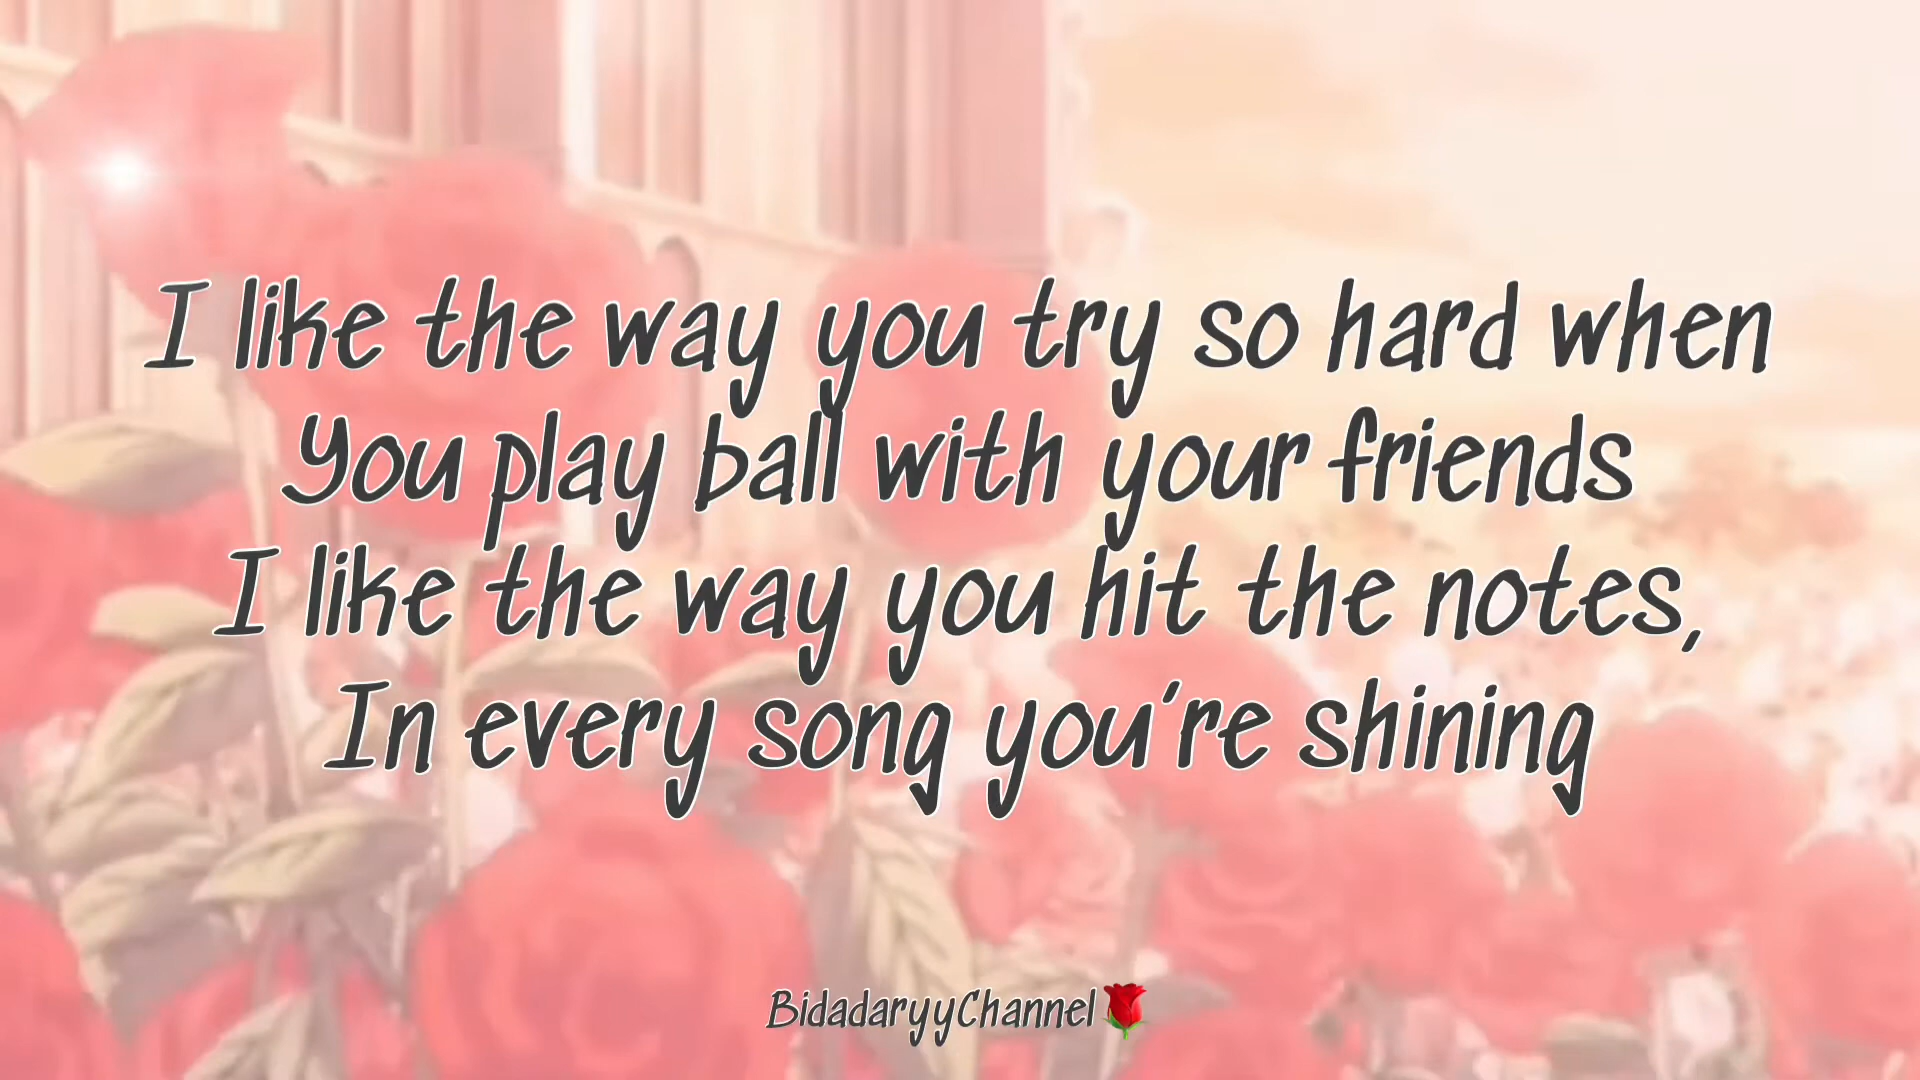 I like the way you try so hard when
You play ball with your friends
I like the way you hit the notes,
In every song you're shining
BidadaryyChannel🌹